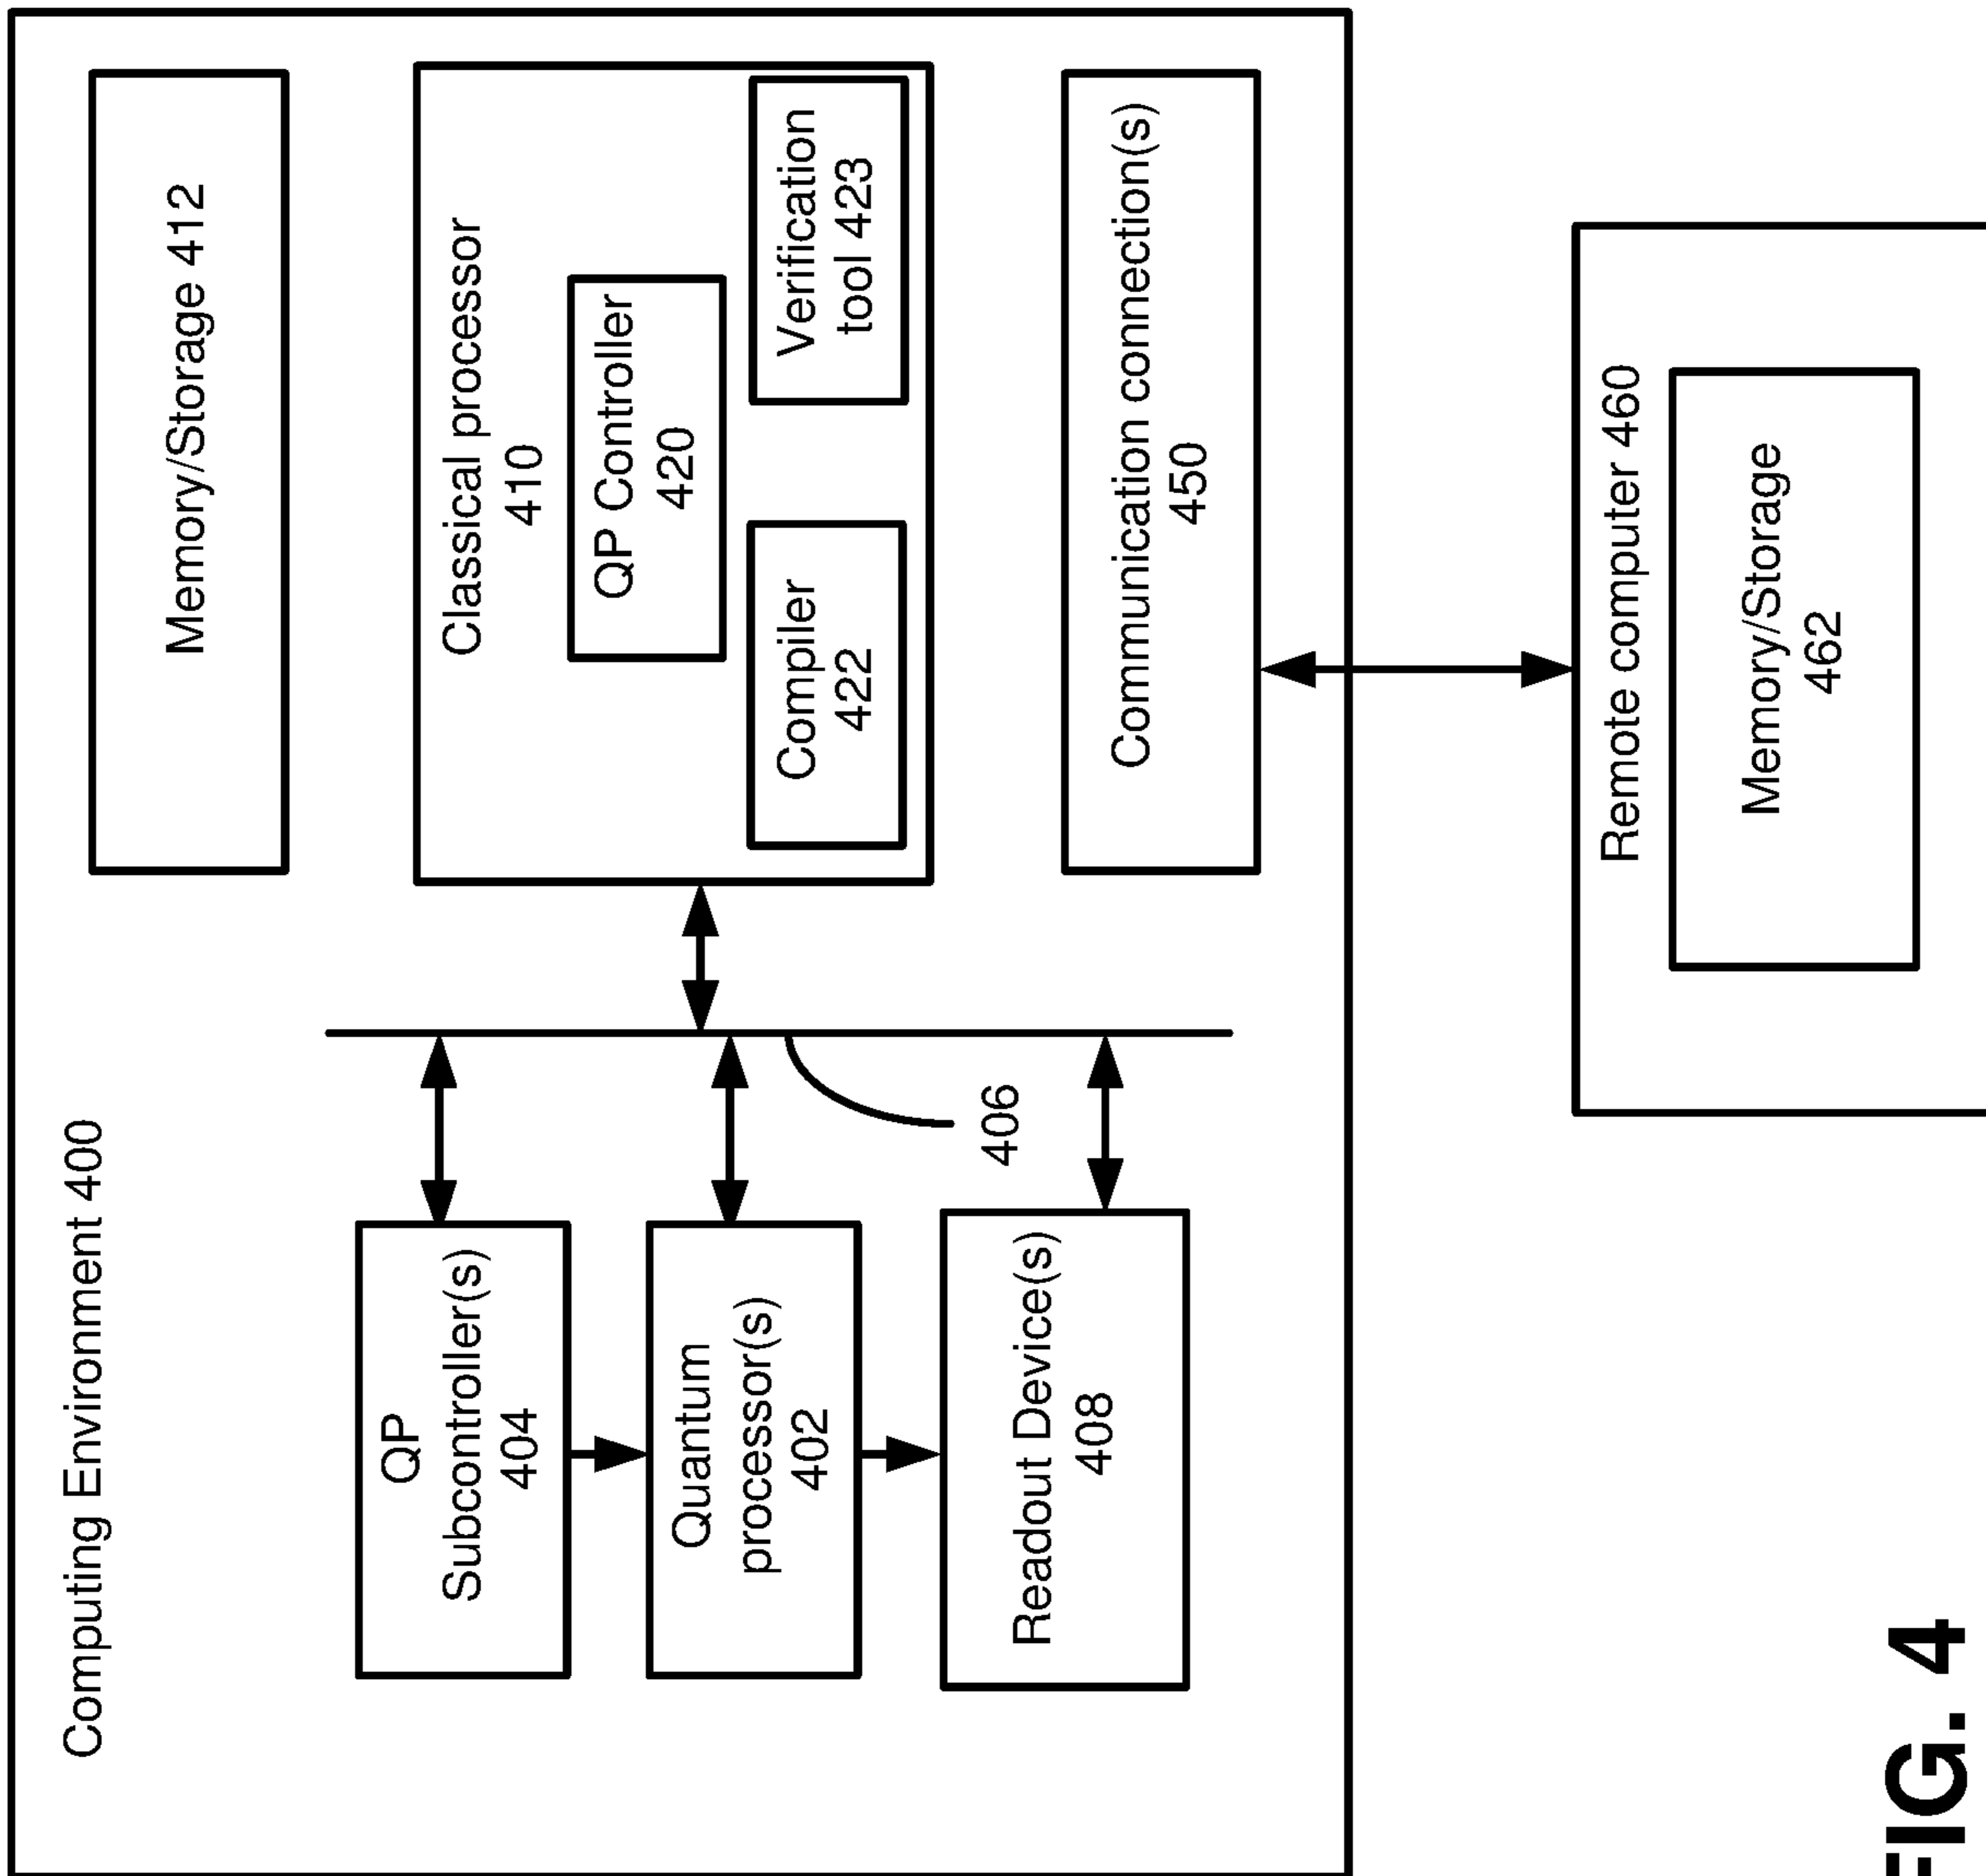 Computing Environment 400
QP
Subcontroller(s)
404
Quantum
processor(s)
402
Readout Device(s)
408
406
Memory/Storage 412
Classical processor
410
QP Controller
420
Compiler
422
Verification
tool 423
Communication connection(s)
450
Remote computer 460
Memory/Storage
462
FIG. 4